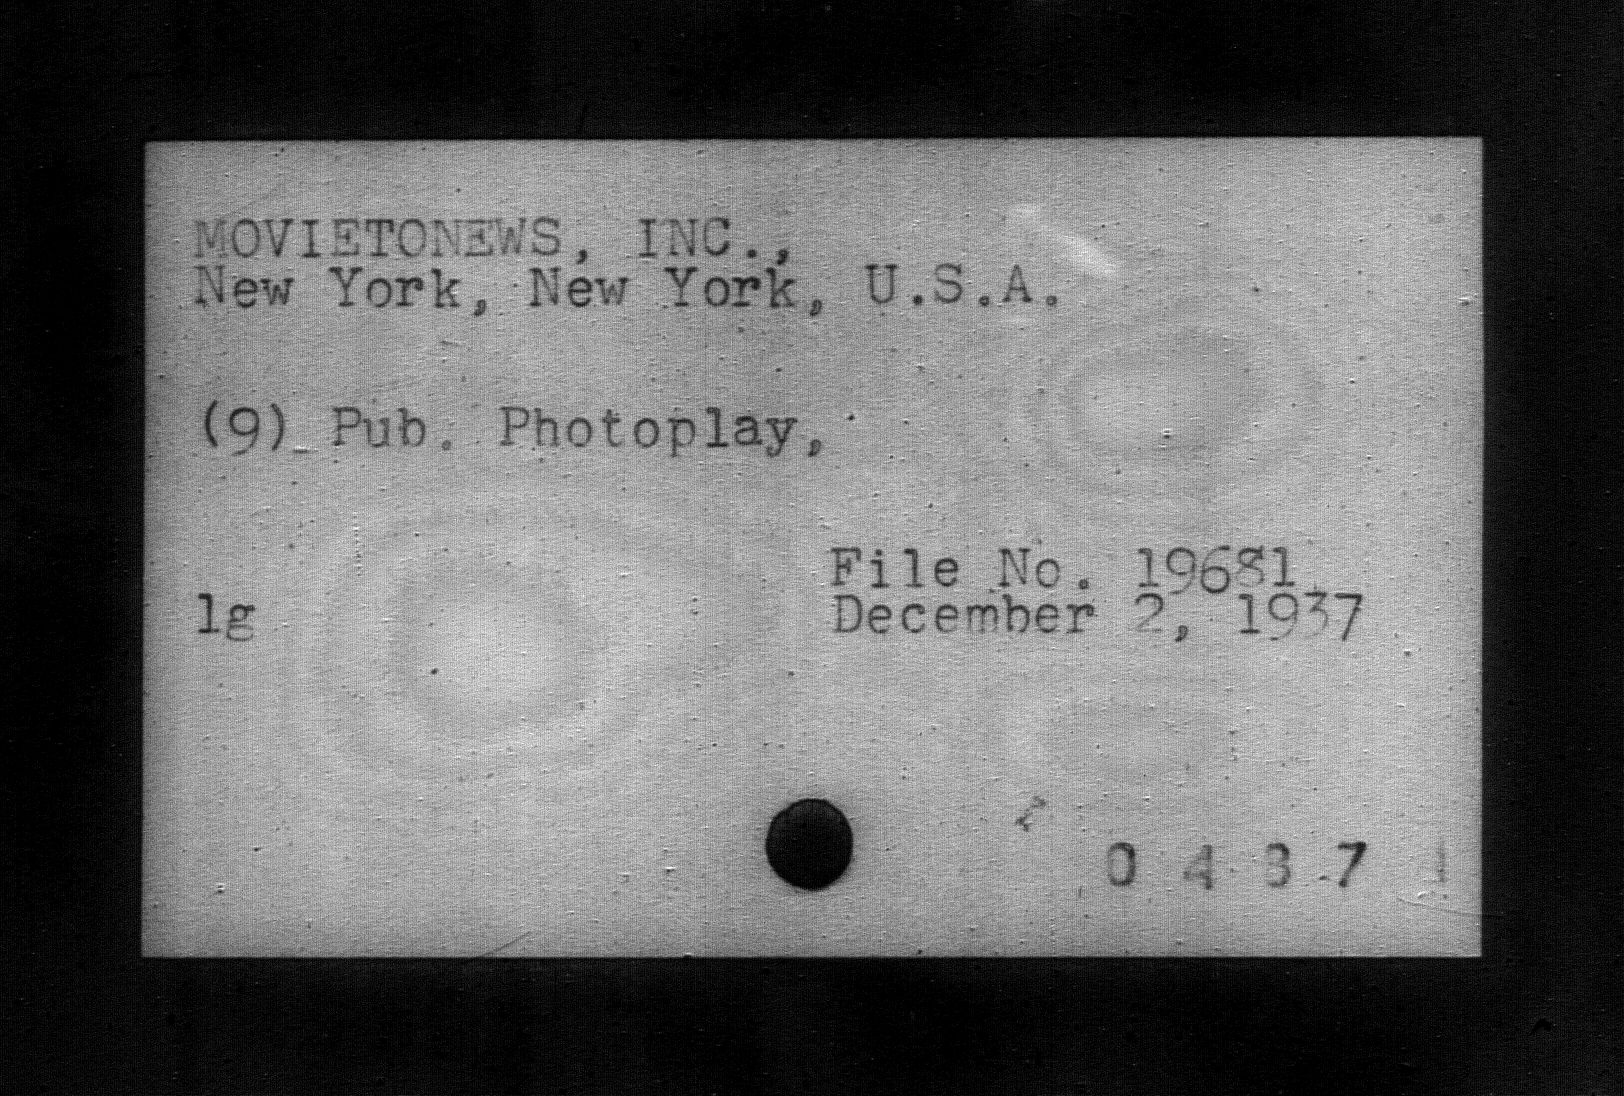 MOVIETONEWS, INC.,
New York, New York, U.S.A.
(9) Pub. Photoplay,
File No. 19681
lg
December 2, 1937
0 4 3 7